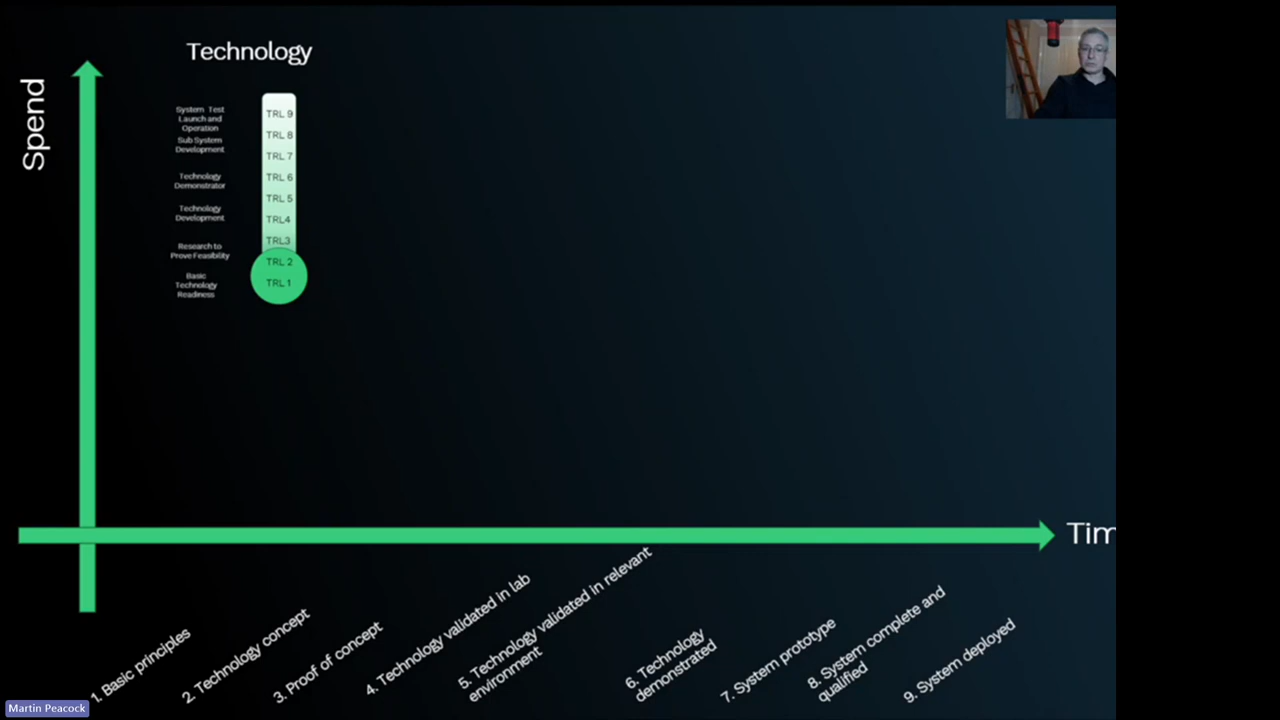 Technology
Spend
System Test
Launch and
Operation
Sub System
Development
Technology
Demonstrator
Technology
Development
Research to
Prove Feasibility
Basic
Technology
Readiness
TRL 9
TRL 8
TRL 7
TRL 6
TRL 5
TRL4
TRL3
TRL 2
TRL 1
Tim
1. Basic principles
2. Technology concept
3. Proof of concept
4. Technology validated in lab
5. Technology validated in relevant
environment
6. Technology
demonstrated
7. System prototype
8. System complete and
qualified
9. System deployed
Martin Peacock